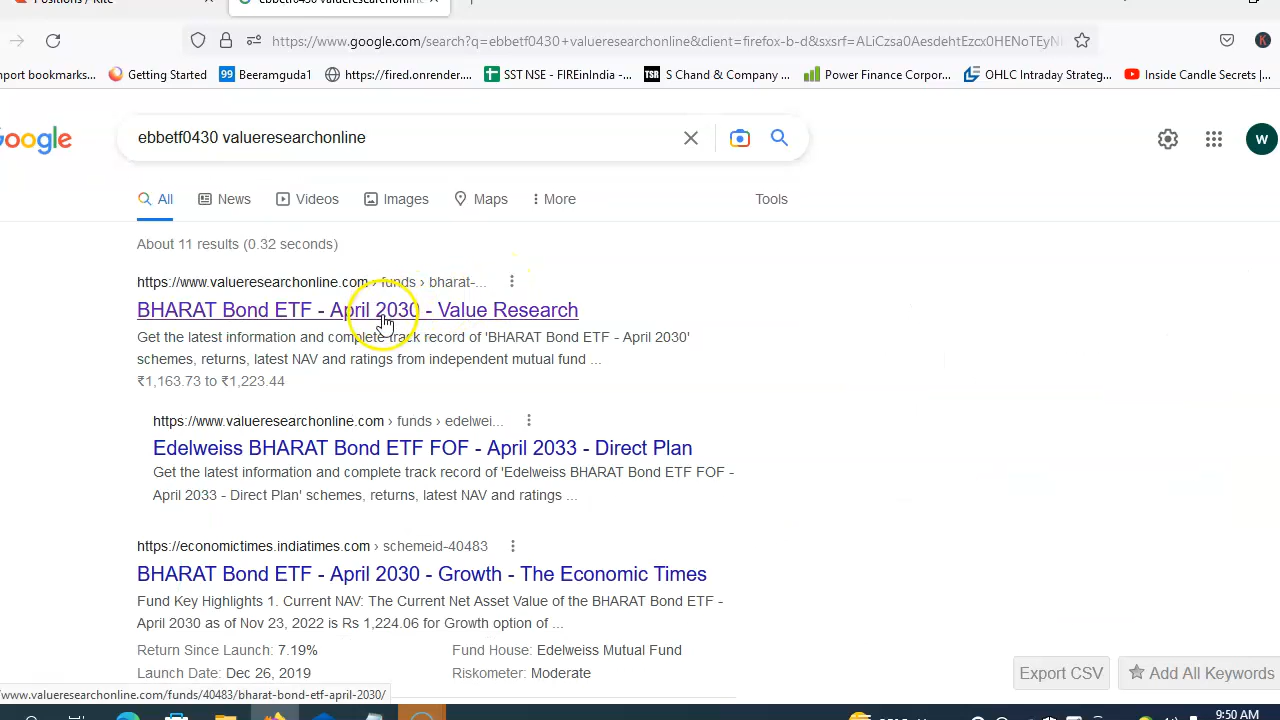 Positions / Kite
ebbetf0430 valueresearchonline
https://www.google.com/search?q=ebbetf0430+valueresearchonline&client=firefox-b-d&sxsrf=ALiCzsa0AesdehtEzcx0HENoTEyN
K
mport bookmarks...
Getting Started
99 Beeramguda1
https://fired.onrender....
SST NSE - FIREinIndia -...
TSR S Chand & Company ...
Power Finance Corpor...
OHLC Intraday Strateg...
Inside Candle Secrets |...
oogle
ebbetf0430 valueresearchonline
W
All
News
Videos
Images
Maps
More
Tools
About 11 results (0.32 seconds)
https://www.valueresearchonline.com › funds › bharat-...
BHARAT Bond ETF - April 2030 - Value Research
Get the latest information and complete track record of 'BHARAT Bond ETF - April 2030'
schemes, returns, latest NAV and ratings from independent mutual fund ...
₹1,163.73 to ₹1,223.44
https://www.valueresearchonline.com › funds › edelwei...
Edelweiss BHARAT Bond ETF FOF - April 2033 - Direct Plan
Get the latest information and complete track record of 'Edelweiss BHARAT Bond ETF FOF -
April 2033 - Direct Plan' schemes, returns, latest NAV and ratings ...
https://economictimes.indiatimes.com › schemeid-40483
BHARAT Bond ETF - April 2030 - Growth - The Economic Times
Fund Key Highlights 1. Current NAV: The Current Net Asset Value of the BHARAT Bond ETF -
April 2030 as of Nov 23, 2022 is Rs 1,224.06 for Growth option of ...
Return Since Launch: 7.19%
Fund House: Edelweiss Mutual Fund
Launch Date: Dec 26, 2019
Riskometer: Moderate
Export CSV
Add All Keywords
www.valueresearchonline.com/funds/40483/bharat-bond-etf-april-2030/
9:50 AM